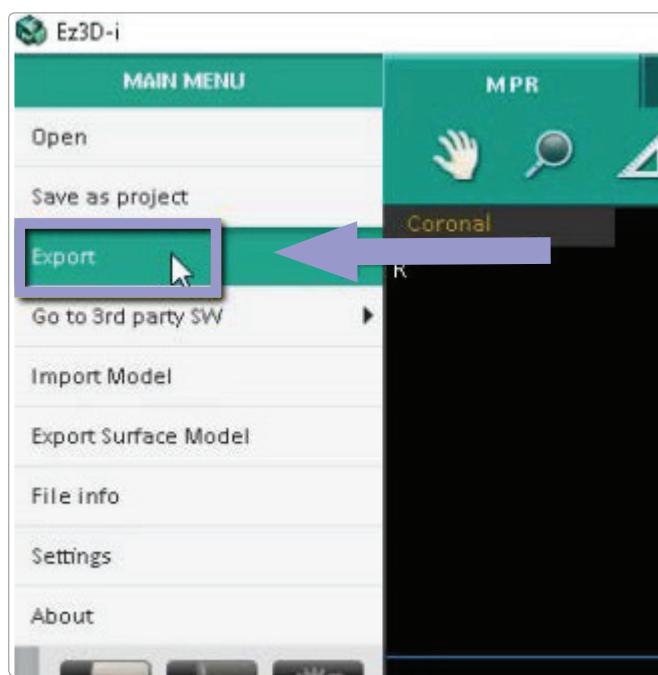 Ez3D-i
MAIN MENU
MPR
Open
Save as project
Coronal
Export
R
Go to 3rd party SW
Import Model
Export Surface Model
File info
Settings
About